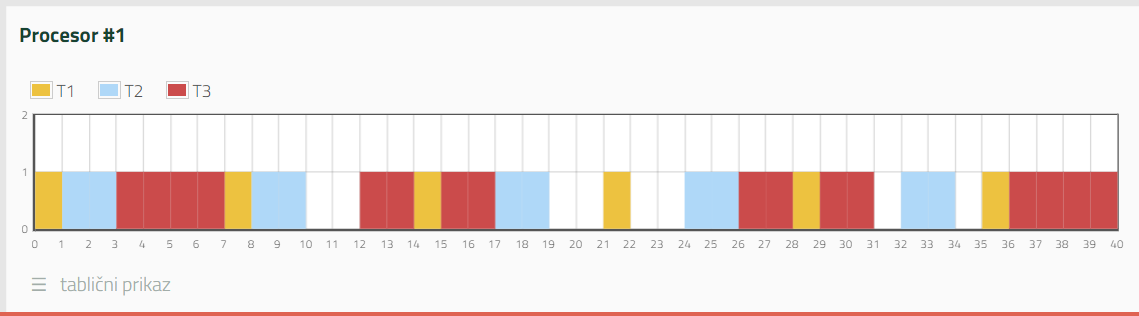 Procesor #1
T1 T2 T3
2
1
0
0 1 2 3 4 5 6 7 8 9 10 11 12 13 14 15 16 17 18 19 20 21 22 23 24 25 26 27 28 29 30 31 32 33 34 35 36 37 38 39 40
☰ tablični prikaz